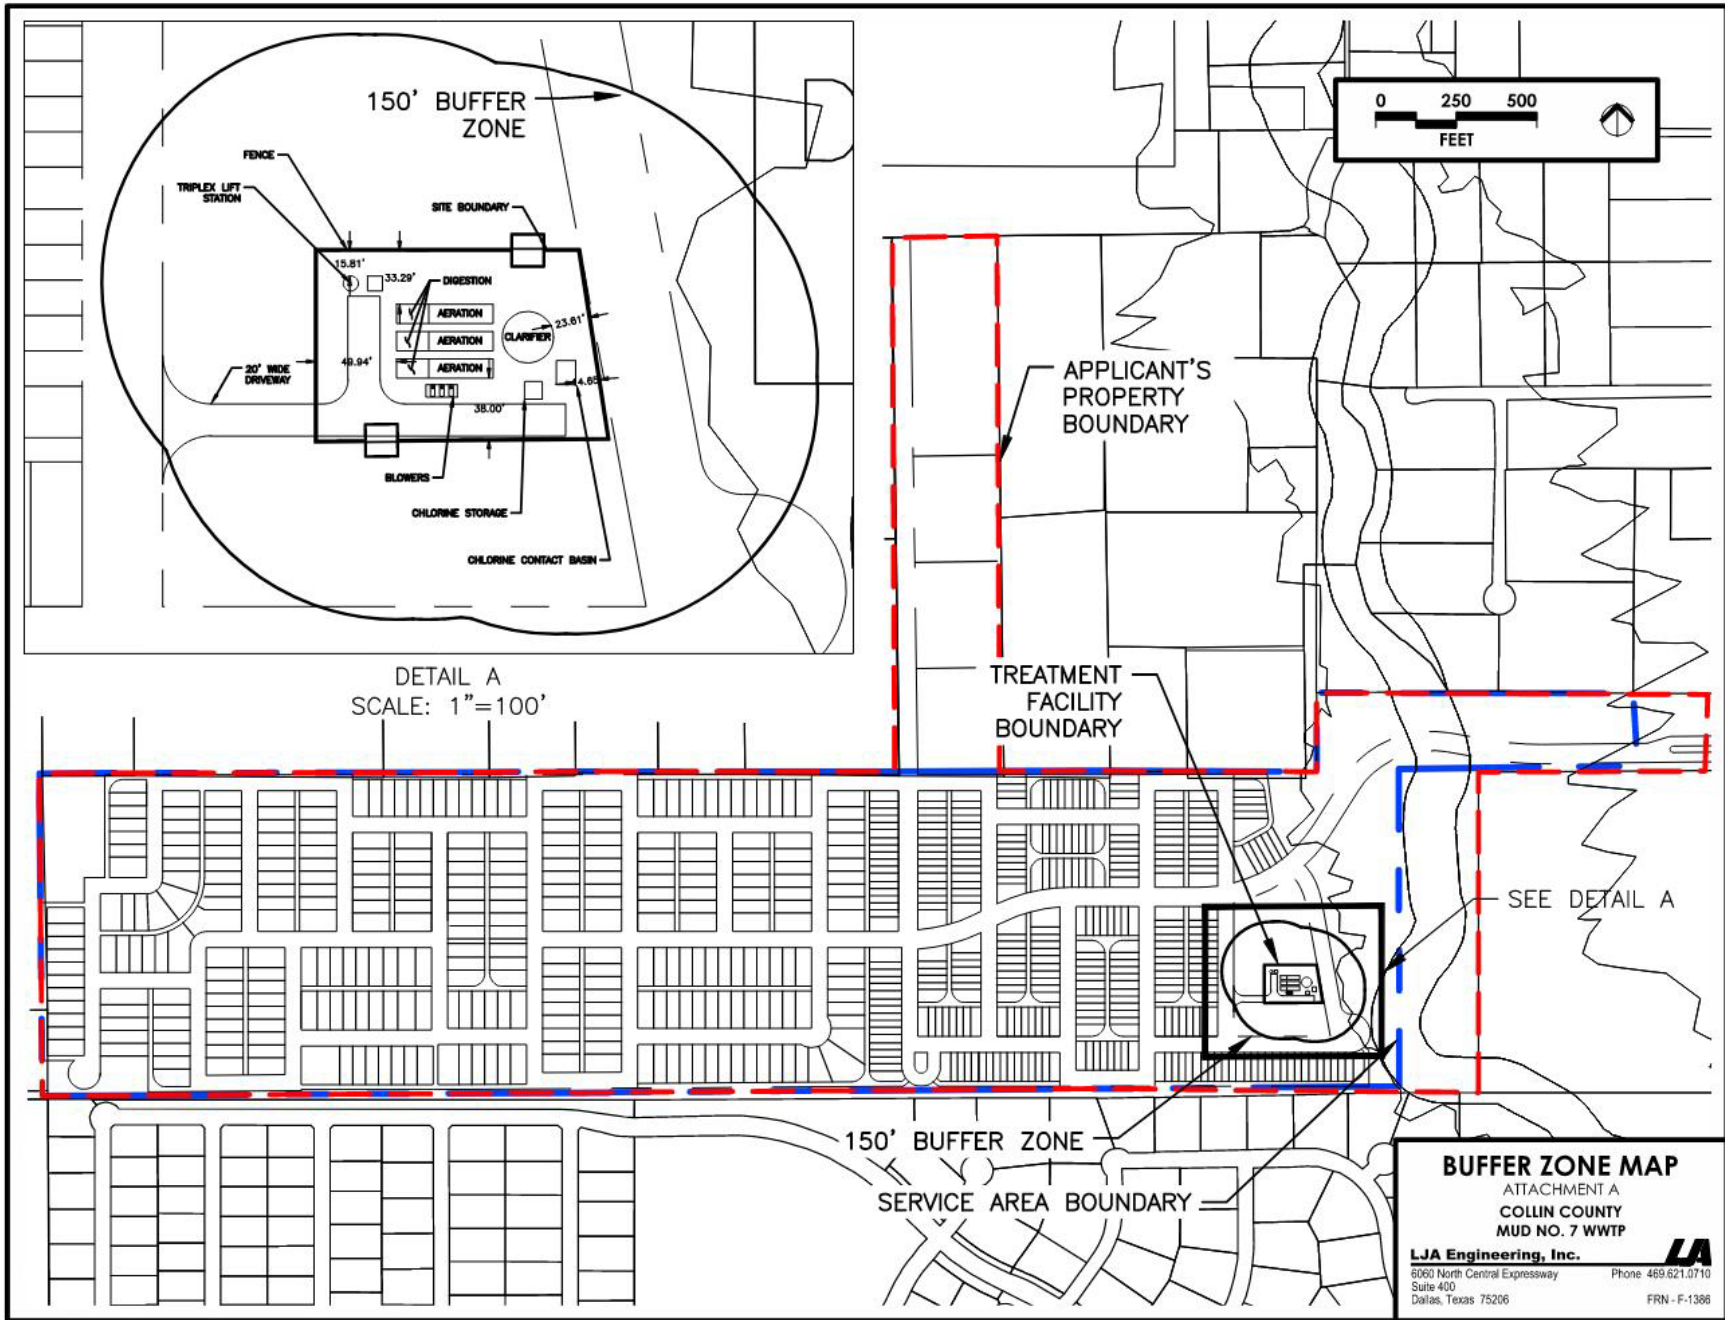 150' BUFFER
ZONE
FENCE
TRIPLEX LIFT
STATION
SITE BOUNDARY
15.81'
33.29'
DIGESTION
AERATION
AERATION
AERATION
CLARIFIER
23.61'
20' WIDE
DRIVEWAY
49.94'
4.65'
38.00'
BLOWERS
CHLORINE STORAGE
CHLORINE CONTACT BASIN
DETAIL A
SCALE: 1"=100'
0 250 500
FEET
APPLICANT'S
PROPERTY
BOUNDARY
TREATMENT
FACILITY
BOUNDARY
SEE DETAIL A
150' BUFFER ZONE
SERVICE AREA BOUNDARY
BUFFER ZONE MAP
ATTACHMENT A
COLLIN COUNTY
MUD NO. 7 WWTP
LJA Engineering, Inc.
LJA
6060 North Central Expressway Phone 469.621.0710
Suite 400
Dallas, Texas 75206 FRN - F-1386